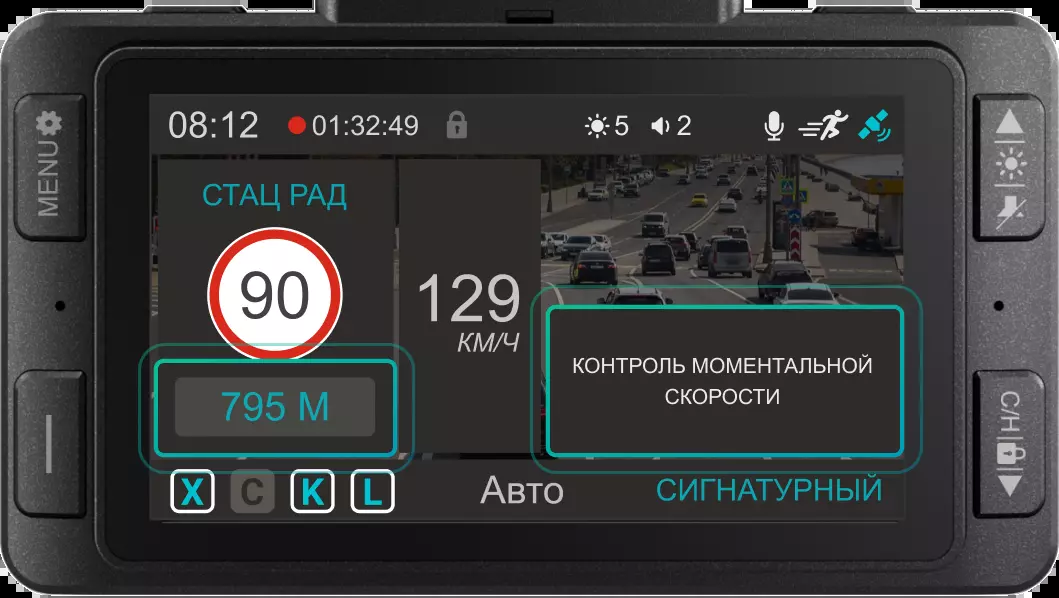 08:12 01:32:49 5 2
СТАЦ РАД
90
129
КМ/Ч
795 М
КОНТРОЛЬ МОМЕНТАЛЬНОЙ
СКОРОСТИ
X C K L Авто СИГНАТУРНЫЙ
MENU
С/Н